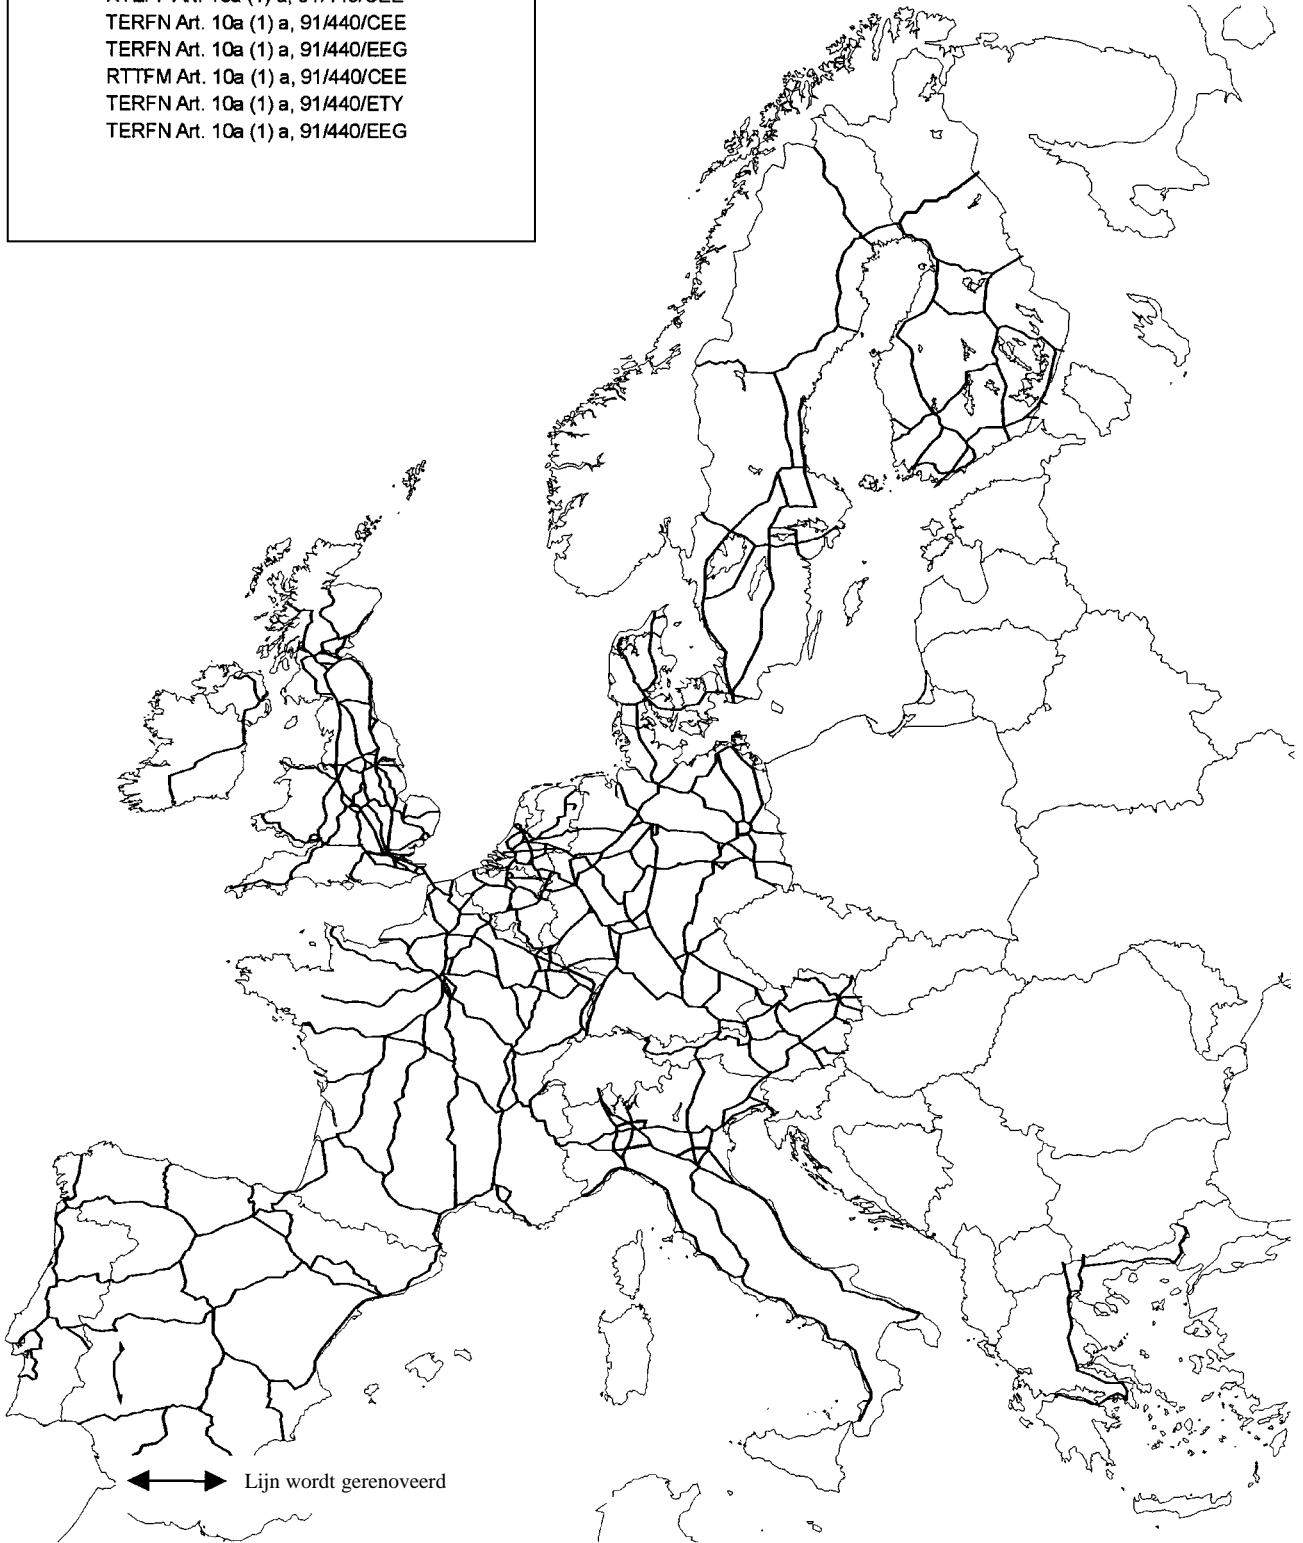 TERFN Art. 10a (1) a, 91/440/CEE
TERFN Art. 10a (1) a, 91/440/EEG
RTTFM Art. 10a (1) a, 91/440/CEE
TERFN Art. 10a (1) a, 91/440/ETY
TERFN Art. 10a (1) a, 91/440/EEG
Lijn wordt gerenoveerd